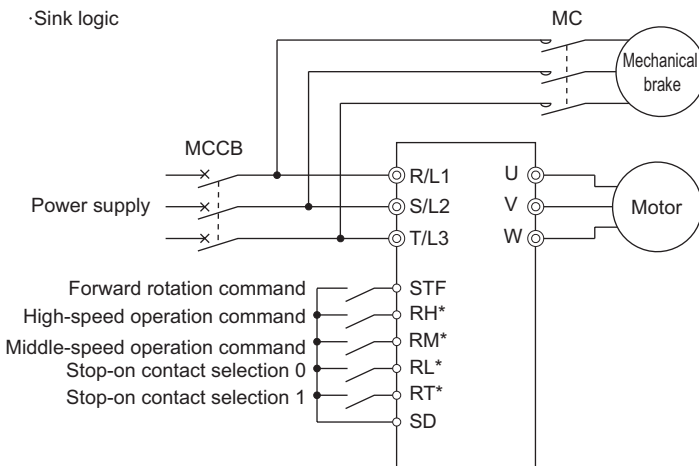 ·Sink logic
MC
Mechanical
brake
MCCB
R/L1
U
Power supply
S/L2
V
Motor
T/L3
W
Forward rotation command
STF
High-speed operation command
RH*
Middle-speed operation command
RM*
Stop-on contact selection 0
RL*
Stop-on contact selection 1
RT*
SD